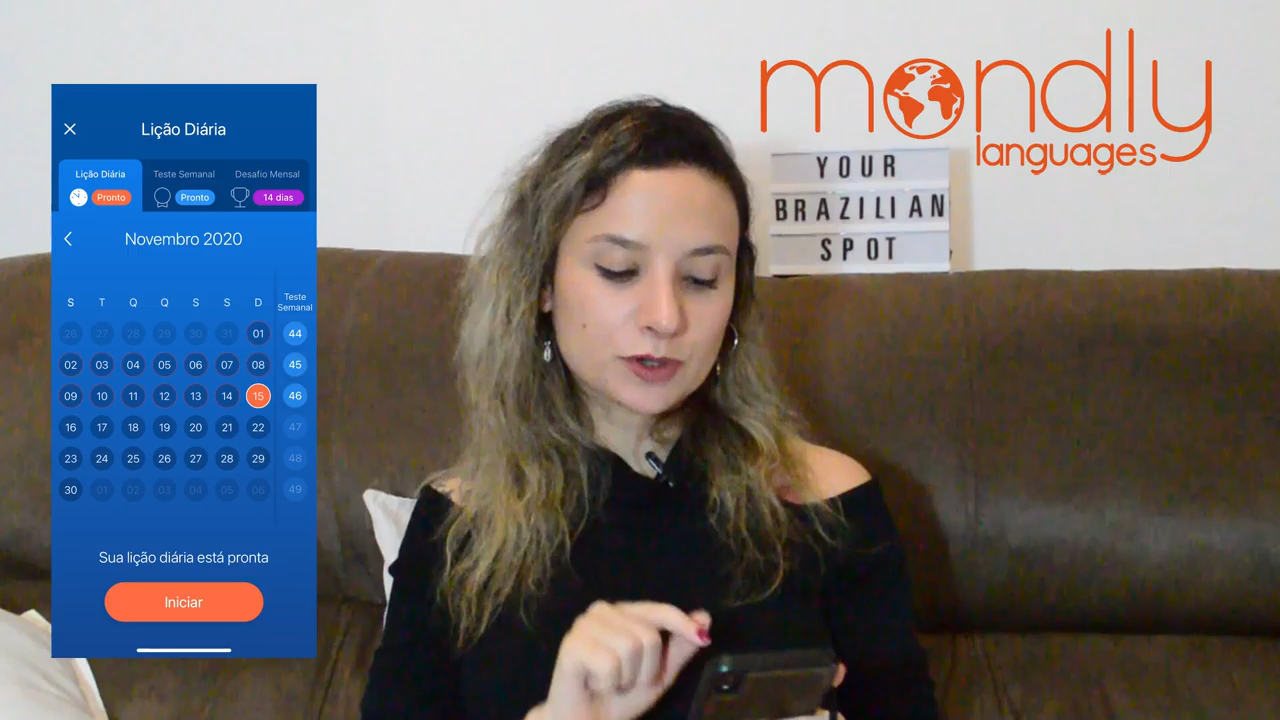 Lição Diária
Lição Diária Teste Semanal Desafio Mensal
Pronto Pronto 14 dias
Novembro 2020
S T Q Q S S D Teste Semanal
26 27 28 29 30 31 01 44
02 03 04 05 06 07 08 45
09 10 11 12 13 14 15 46
16 17 18 19 20 21 22 47
23 24 25 26 27 28 29 48
30 01 02 03 04 05 06 49
Sua lição diária está pronta
Iniciar
mondly
languages
YOUR
BRAZILIAN
SPOT